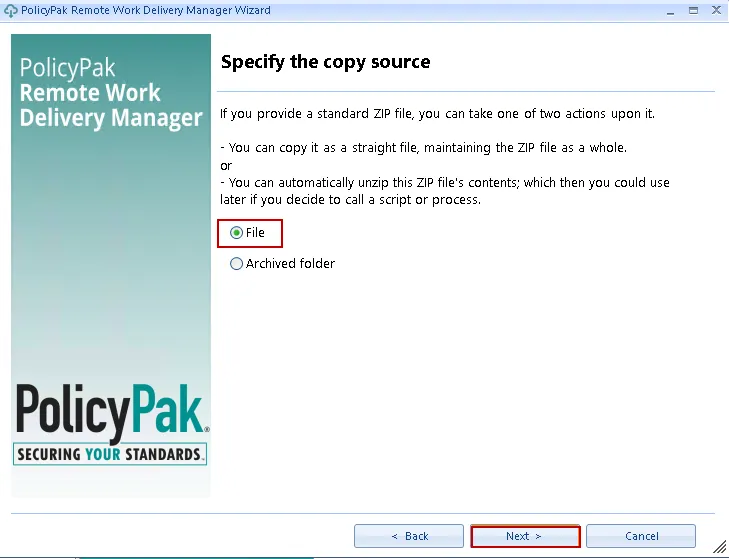 PolicyPak Remote Work Delivery Manager Wizard
PolicyPak
Remote Work
Delivery Manager
Specify the copy source
If you provide a standard ZIP file, you can take one of two actions upon it.
- You can copy it as a straight file, maintaining the ZIP file as a whole.
or
- You can automatically unzip this ZIP file's contents; which then you could use
later if you decide to call a script or process.
File
Archived folder
PolicyPak®
SECURING YOUR STANDARDS.™
< Back
Next >
Cancel